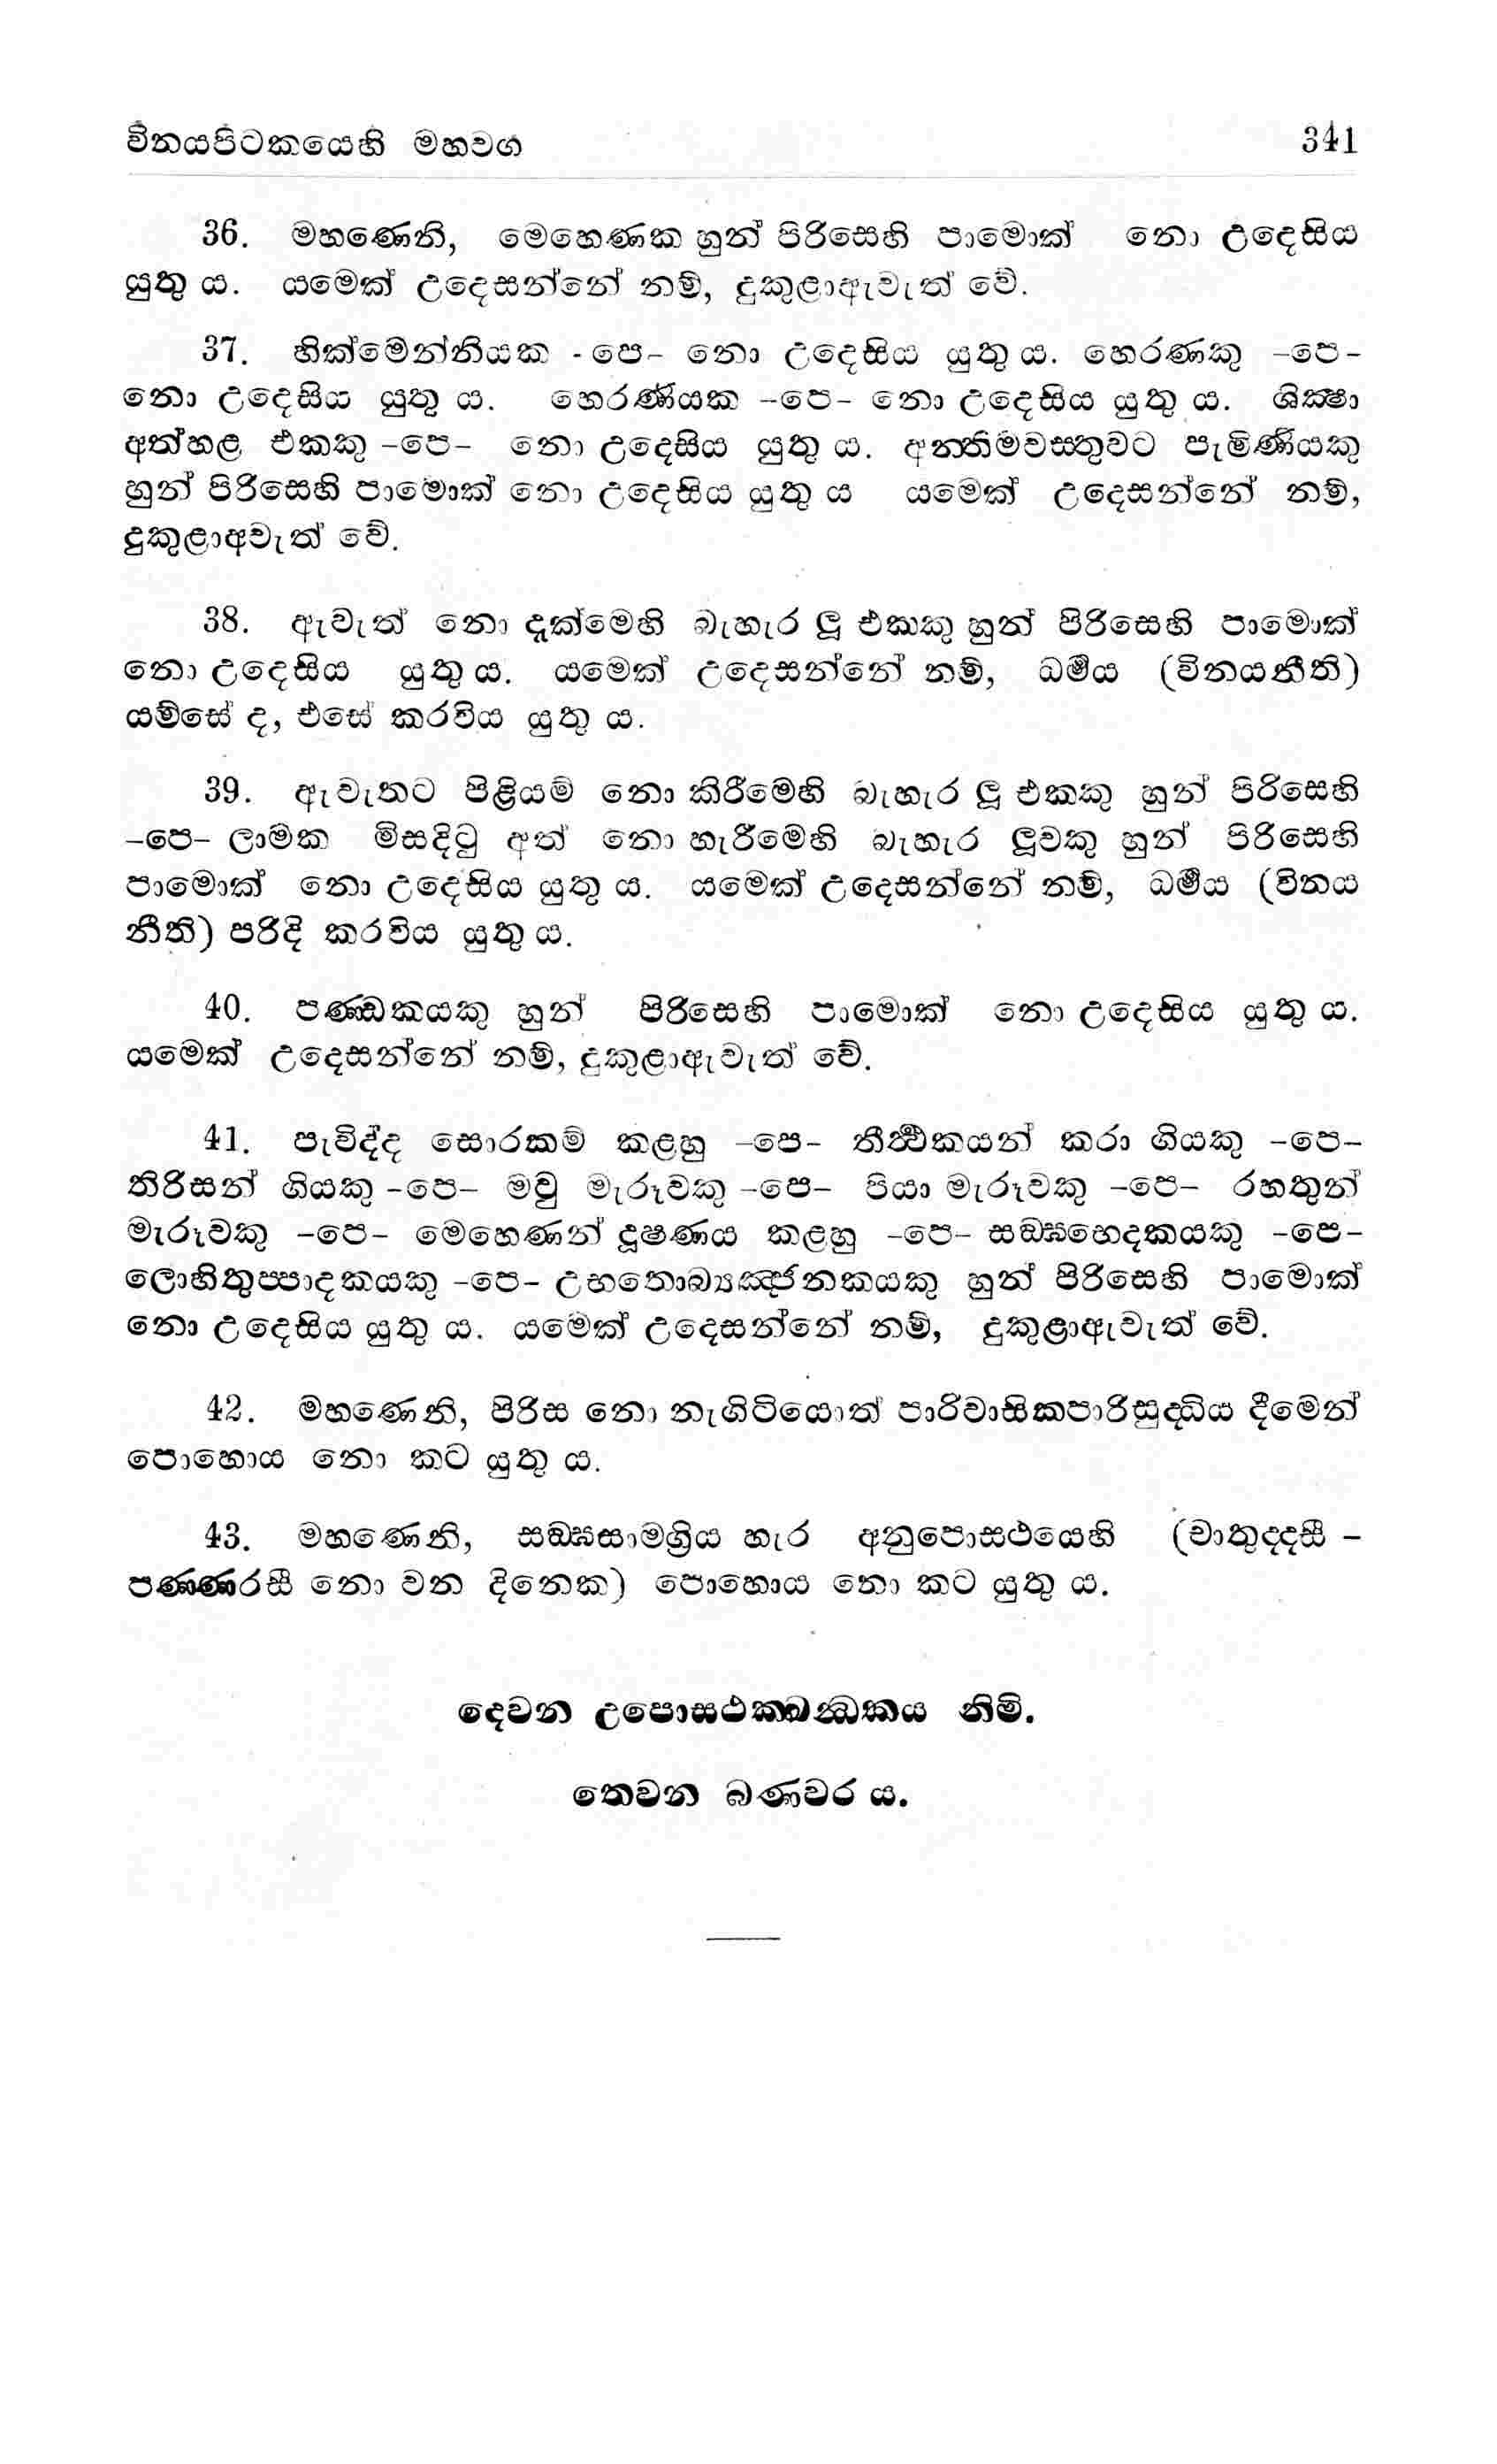 විනයපිටකයෙහි මහවග 341
36. මහණෙනි, මෙහෙණක හුන් පිරිසෙහි පාමොක් නො උදෙසිය
යුතු ය. යමෙක් උදෙසන්නේ නම්, දුකුළාඇවැත් වේ.
37. හික්මෙන්නියක -පෙ- නො උදෙසිය යුතු ය. හෙරණකු -පෙ-
නො උදෙසිය යුතු ය. හෙරණියක -පෙ- නො උදෙසිය යුතු ය. ශික්‍ෂා
අත්හළ එකකු -පෙ- නො උදෙසිය යුතු ය. අන්‍තිමවස්‍තුවට පැමිණියකු
හුන් පිරිසෙහි පාමොක් නො උදෙසිය යුතු ය යමෙක් උදෙසන්නේ නම්,
දුකුළාඅවැත් වේ.
38. ඇවැත් නො දැක්මෙහි බැහැර ලූ එකකු හුන් පිරිසෙහි පාමොක්
නො උදෙසිය යුතු ය. යමෙක් උදෙසන්නේ නම්, ධර්‍මය (විනයනීති)
යම්සේ ද, එසේ කරවිය යුතු ය.
39. ඇවැතට පිළියම් නො කිරීමෙහි බැහැර ලූ එකකු හුන් පිරිසෙහි
-පෙ- ලාමක මිසදිටු අත් නො හැරීමෙහි බැහැර ලූවකු හුන් පිරිසෙහි
පාමොක් නො උදෙසිය යුතු ය. යමෙක් උදෙසන්නේ නම්, ධර්‍මය (විනය
නීති) පරිදි කරවිය යුතු ය.
40. පණ්‍ඩකයකු හුන් පිරිසෙහි පාමොක් නො උදෙසිය යුතු ය.
යමෙක් උදෙසන්නේ නම්, දුකුළාඇවැත් වේ.
41. පැවිද්ද සොරකම් කළහු -පෙ- තීර්‍ත්‍ථකයන් කරා ගියකු -පෙ-
තිරිසන් ගියකු -පෙ- මවු මැරූවකු -පෙ- පියා මැරූවකු -පෙ- රහතුන්
මැරූවකු -පෙ- මෙහෙණන් දූෂණය කළහු -පෙ- සඞ්‍ඝභෙදකයකු -පෙ-
ලොහිතුප්‍පාදකයකු -පෙ- උභතොබ්‍යඤ්‍ජනකයකු හුන් පිරිසෙහි පාමොක්
නො උදෙසිය යුතු ය. යමෙක් උදෙසන්නේ නම්, දුකුළාඇවැත් වේ.
42. මහණෙනි, පිරිස නො නැගිටියොත් පාරිවාසිකපාරිසුද්‍ධිය දීමෙන්
පොහොය නො කට යුතු ය.
43. මහණෙනි, සඞ්‍ඝසාමග්‍රිය හැර අනුපොසථයෙහි (චාතුද්‍දසී -
පණ්‍ණරසී නො වන දිනෙක) පොහොය නො කට යුතු ය.
දෙවන උපොසථක්‍ඛන්‍ධකය නිමි.
තෙවන බණවර ය.